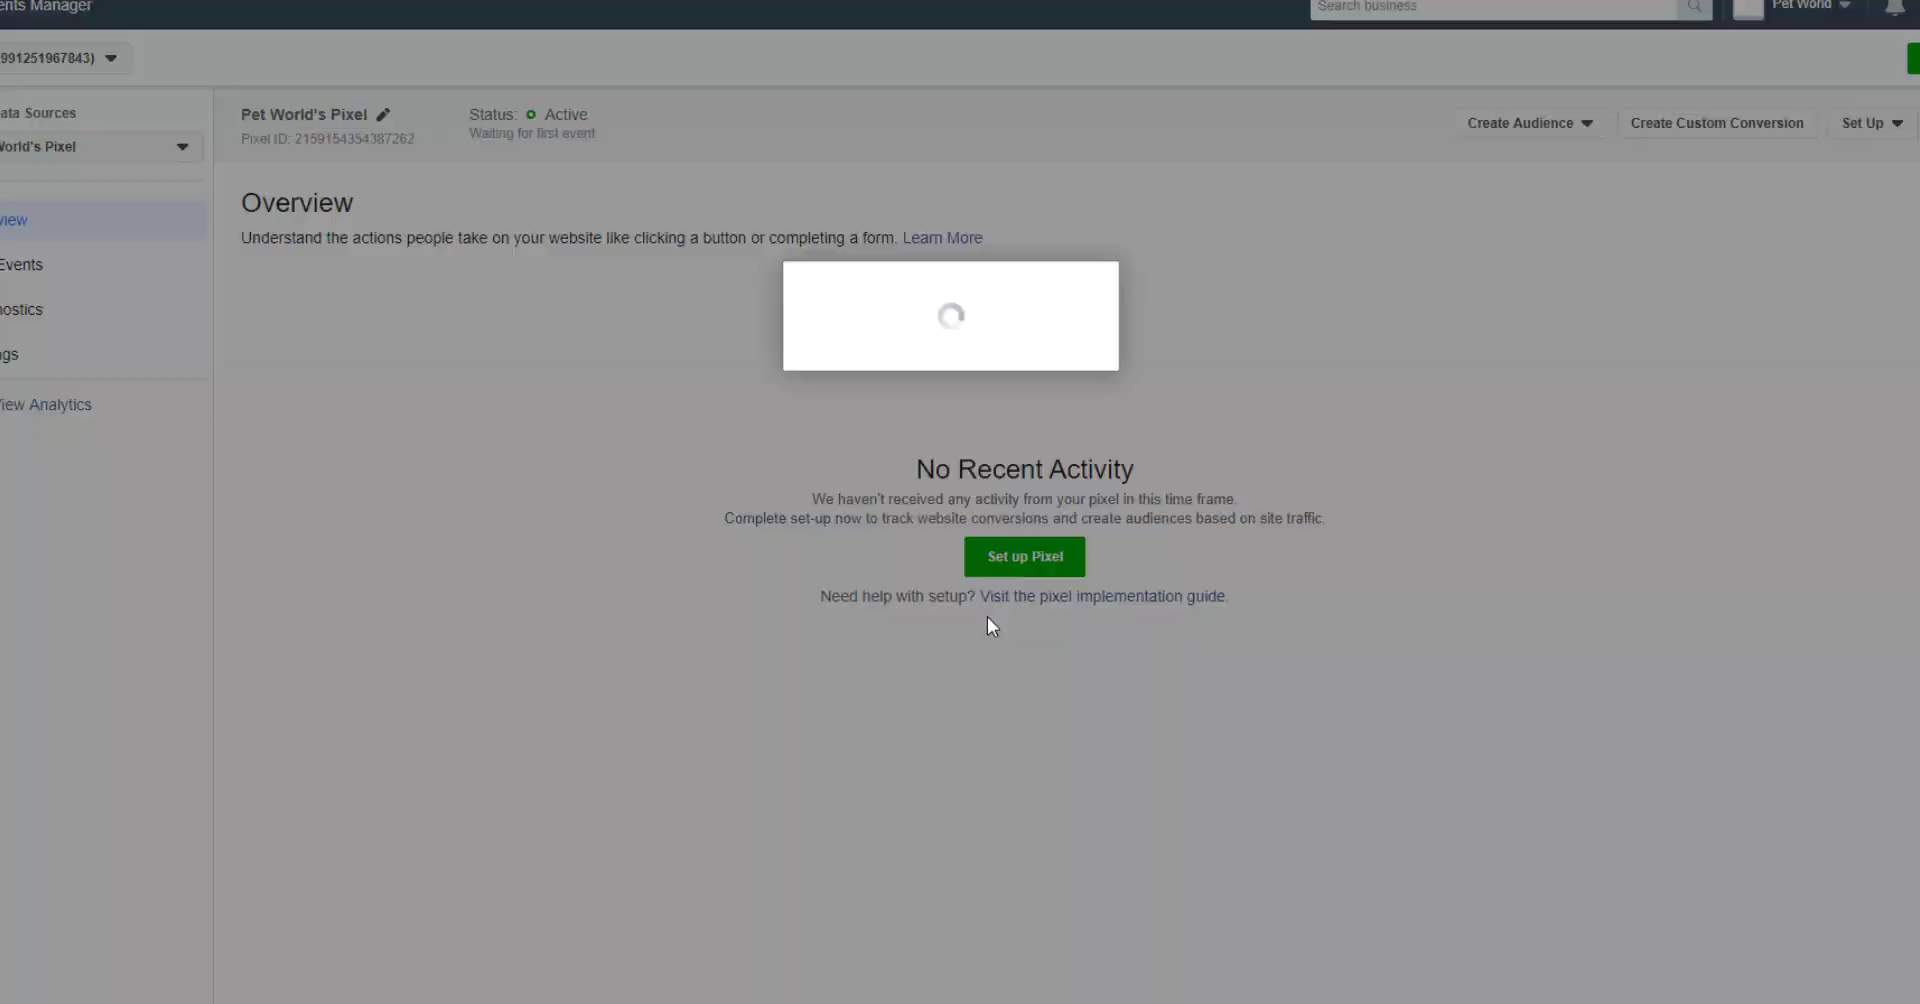 ents Manager
Search business
Pet World
991251967843)
ata Sources
World's Pixel
view
Events
nostics
ngs
View Analytics
Pet World's Pixel
Pixel ID: 2159154354387262
Status: Active
Waiting for first event
Create Audience
Create Custom Conversion
Set Up
Overview
Understand the actions people take on your website like clicking a button or completing a form. Learn More
No Recent Activity
We haven't received any activity from your pixel in this time frame.
Complete set-up now to track website conversions and create audiences based on site traffic.
Set up Pixel
Need help with setup? Visit the pixel implementation guide.